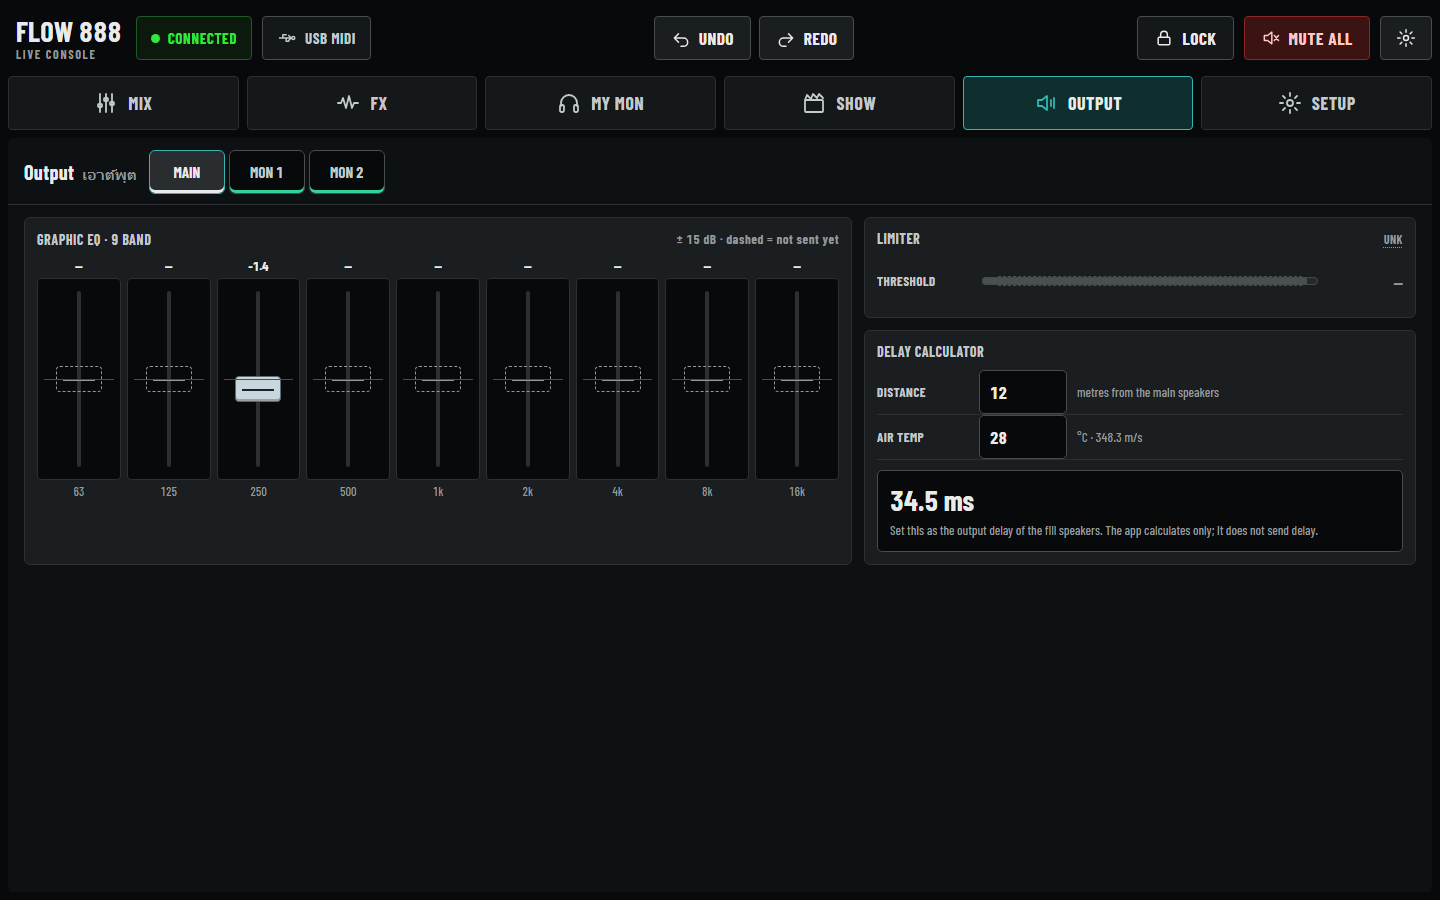 FLOW 888
LIVE CONSOLE
CONNECTED
USB MIDI
UNDO
REDO
LOCK
MUTE ALL
MIX
FX
MY MON
SHOW
OUTPUT
SETUP
Output เอาต์พุต
MAIN
MON 1
MON 2
GRAPHIC EQ · 9 BAND
± 15 dB · dashed = not sent yet
– – -1.4 – – – – – –
63 125 250 500 1k 2k 4k 8k 16k
LIMITER
UNK
THRESHOLD
–
DELAY CALCULATOR
DISTANCE
12
metres from the main speakers
AIR TEMP
28
°C · 348.3 m/s
34.5 ms
Set this as the output delay of the fill speakers. The app calculates only; it does not send delay.